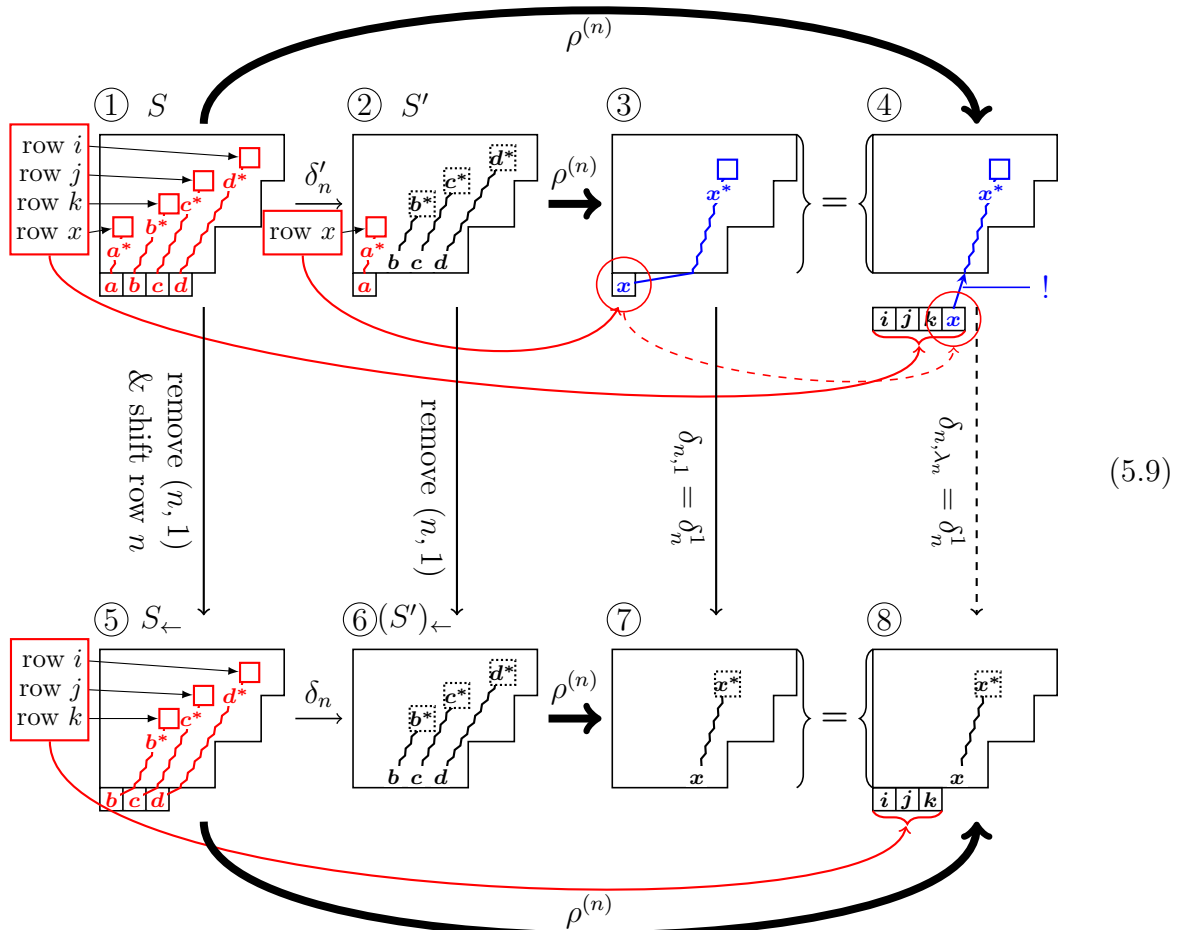 ρ^(n)
① S ② S′ ③ ④
row i
row j
row k
row x
d*
c*
b*
a*
a b c d
δ′_n
row x
d*
c*
b*
a*
b c d
a
ρ^(n)
x*
x
=
x*
!
i j k x
remove (n, 1)
& shift row n
remove (n, 1)
δ_{n,1} = δ_n^1
δ_{n,λ_n} = δ_n^1
(5.9)
⑤ S_← ⑥ (S′)_← ⑦ ⑧
row i
row j
row k
d*
c*
b*
b c d
δ_n
d*
c*
b*
b c d
ρ^(n)
x*
x
=
x*
x
i j k
ρ^(n)